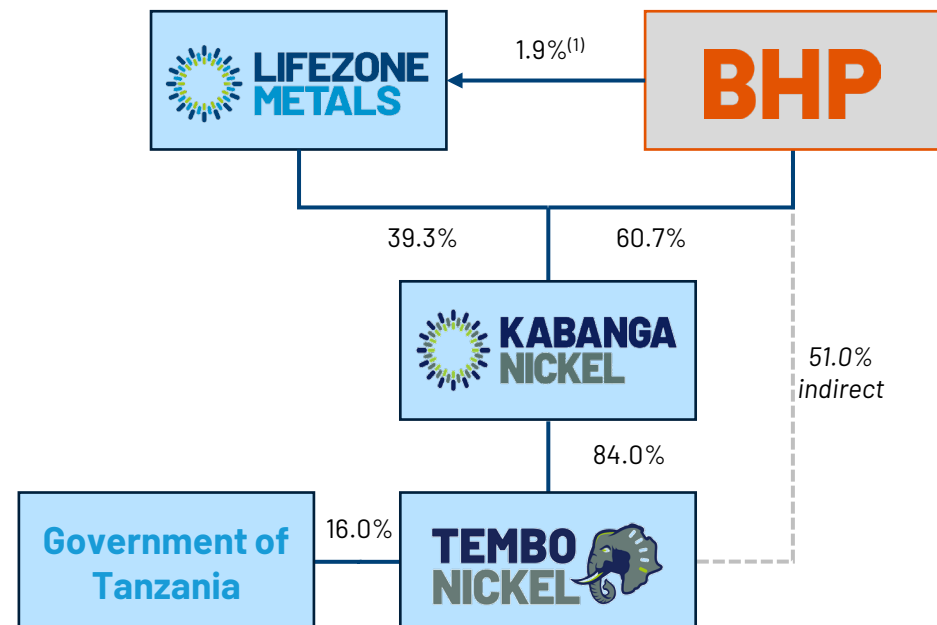 LIFEZONE
METALS
1.9%(1)
BHP
39.3%
60.7%
KABANGA
NICKEL
51.0%
indirect
84.0%
Government of
Tanzania
16.0%
TEMBO
NICKEL